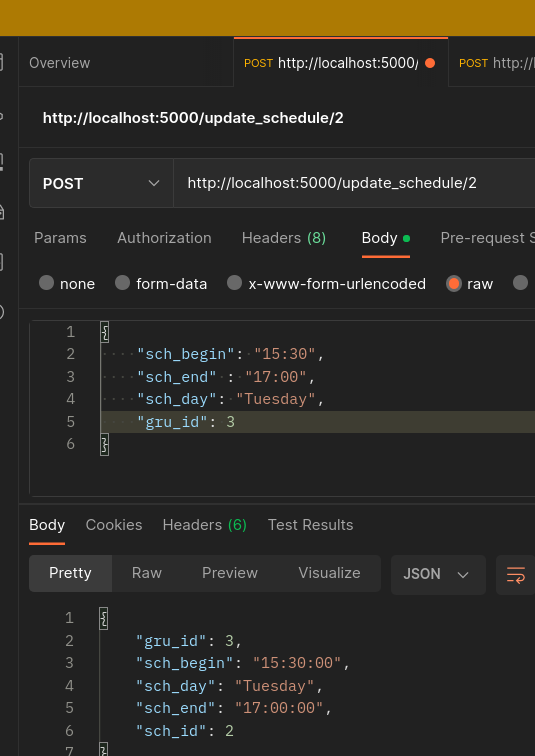 Overview POST http://localhost:5000/ POST http://
http://localhost:5000/update_schedule/2
POST http://localhost:5000/update_schedule/2
Params Authorization Headers (8) Body Pre-request S
none form-data x-www-form-urlencoded raw
1 {
2 "sch_begin": "15:30",
3 "sch_end" : "17:00",
4 "sch_day": "Tuesday",
5 "gru_id": 3
6 }
Body Cookies Headers (6) Test Results
Pretty Raw Preview Visualize JSON
1 {
2 "gru_id": 3,
3 "sch_begin": "15:30:00",
4 "sch_day": "Tuesday",
5 "sch_end": "17:00:00",
6 "sch_id": 2
7 }